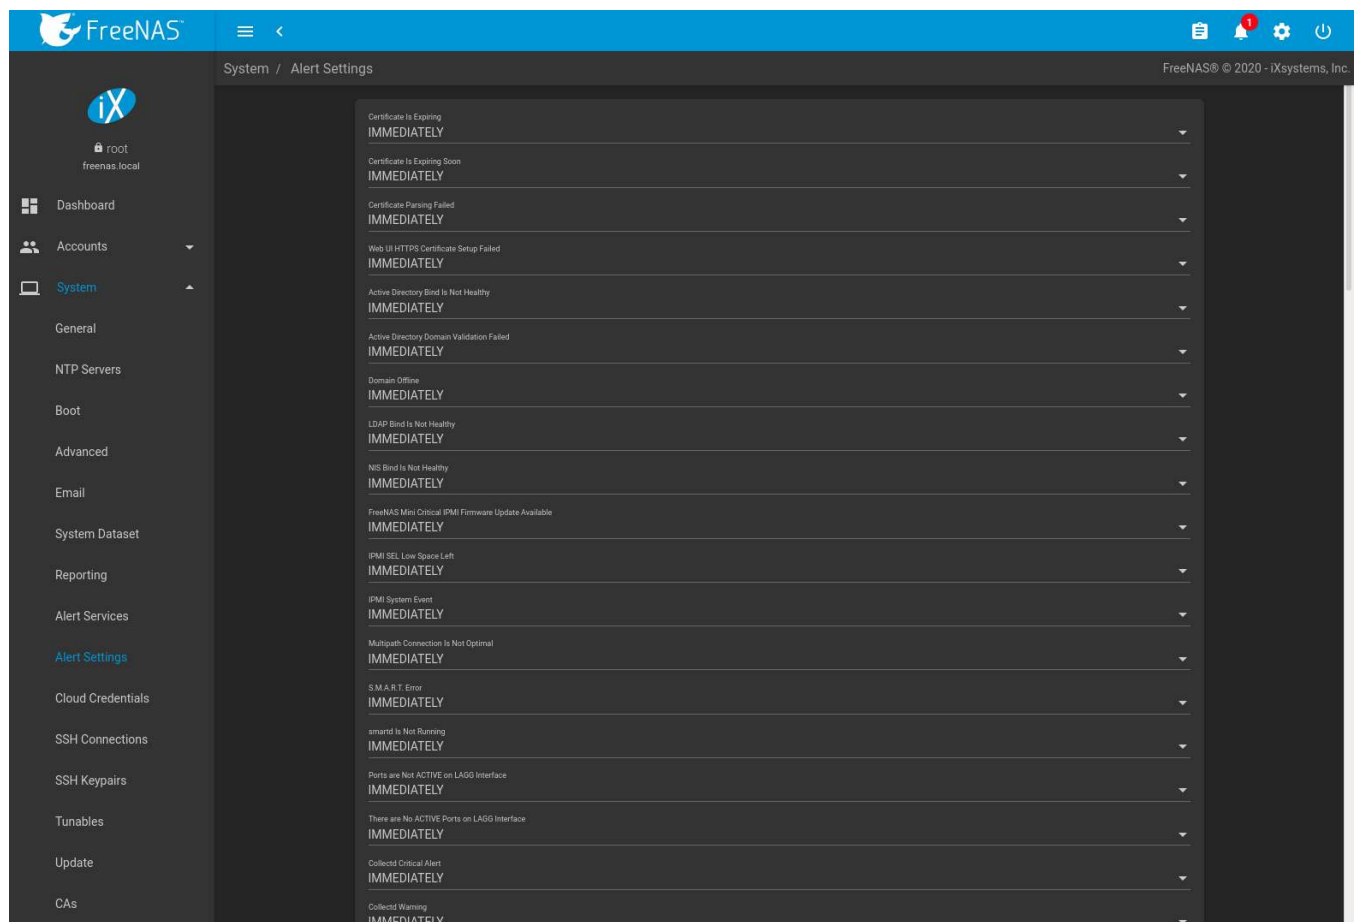 FreeNAS™
1
System / Alert Settings
FreeNAS® © 2020 - iXsystems, Inc.
iX
root
freenas.local
Dashboard
Accounts
System
General
NTP Servers
Boot
Advanced
Email
System Dataset
Reporting
Alert Services
Alert Settings
Cloud Credentials
SSH Connections
SSH Keypairs
Tunables
Update
CAs
Certificate Is Expiring
IMMEDIATELY
Certificate Is Expiring Soon
IMMEDIATELY
Certificate Parsing Failed
IMMEDIATELY
Web UI HTTPS Certificate Setup Failed
IMMEDIATELY
Active Directory Bind Is Not Healthy
IMMEDIATELY
Active Directory Domain Validation Failed
IMMEDIATELY
Domain Offline
IMMEDIATELY
LDAP Bind Is Not Healthy
IMMEDIATELY
NIS Bind Is Not Healthy
IMMEDIATELY
FreeNAS Mini Critical IPMI Firmware Update Available
IMMEDIATELY
IPMI SEL Low Space Left
IMMEDIATELY
IPMI System Event
IMMEDIATELY
Multipath Connection Is Not Optimal
IMMEDIATELY
S.M.A.R.T. Error
IMMEDIATELY
smartd Is Not Running
IMMEDIATELY
Ports are Not ACTIVE on LAGG Interface
IMMEDIATELY
There are No ACTIVE Ports on LAGG Interface
IMMEDIATELY
Collectd Critical Alert
IMMEDIATELY
Collectd Warning
IMMEDIATELY